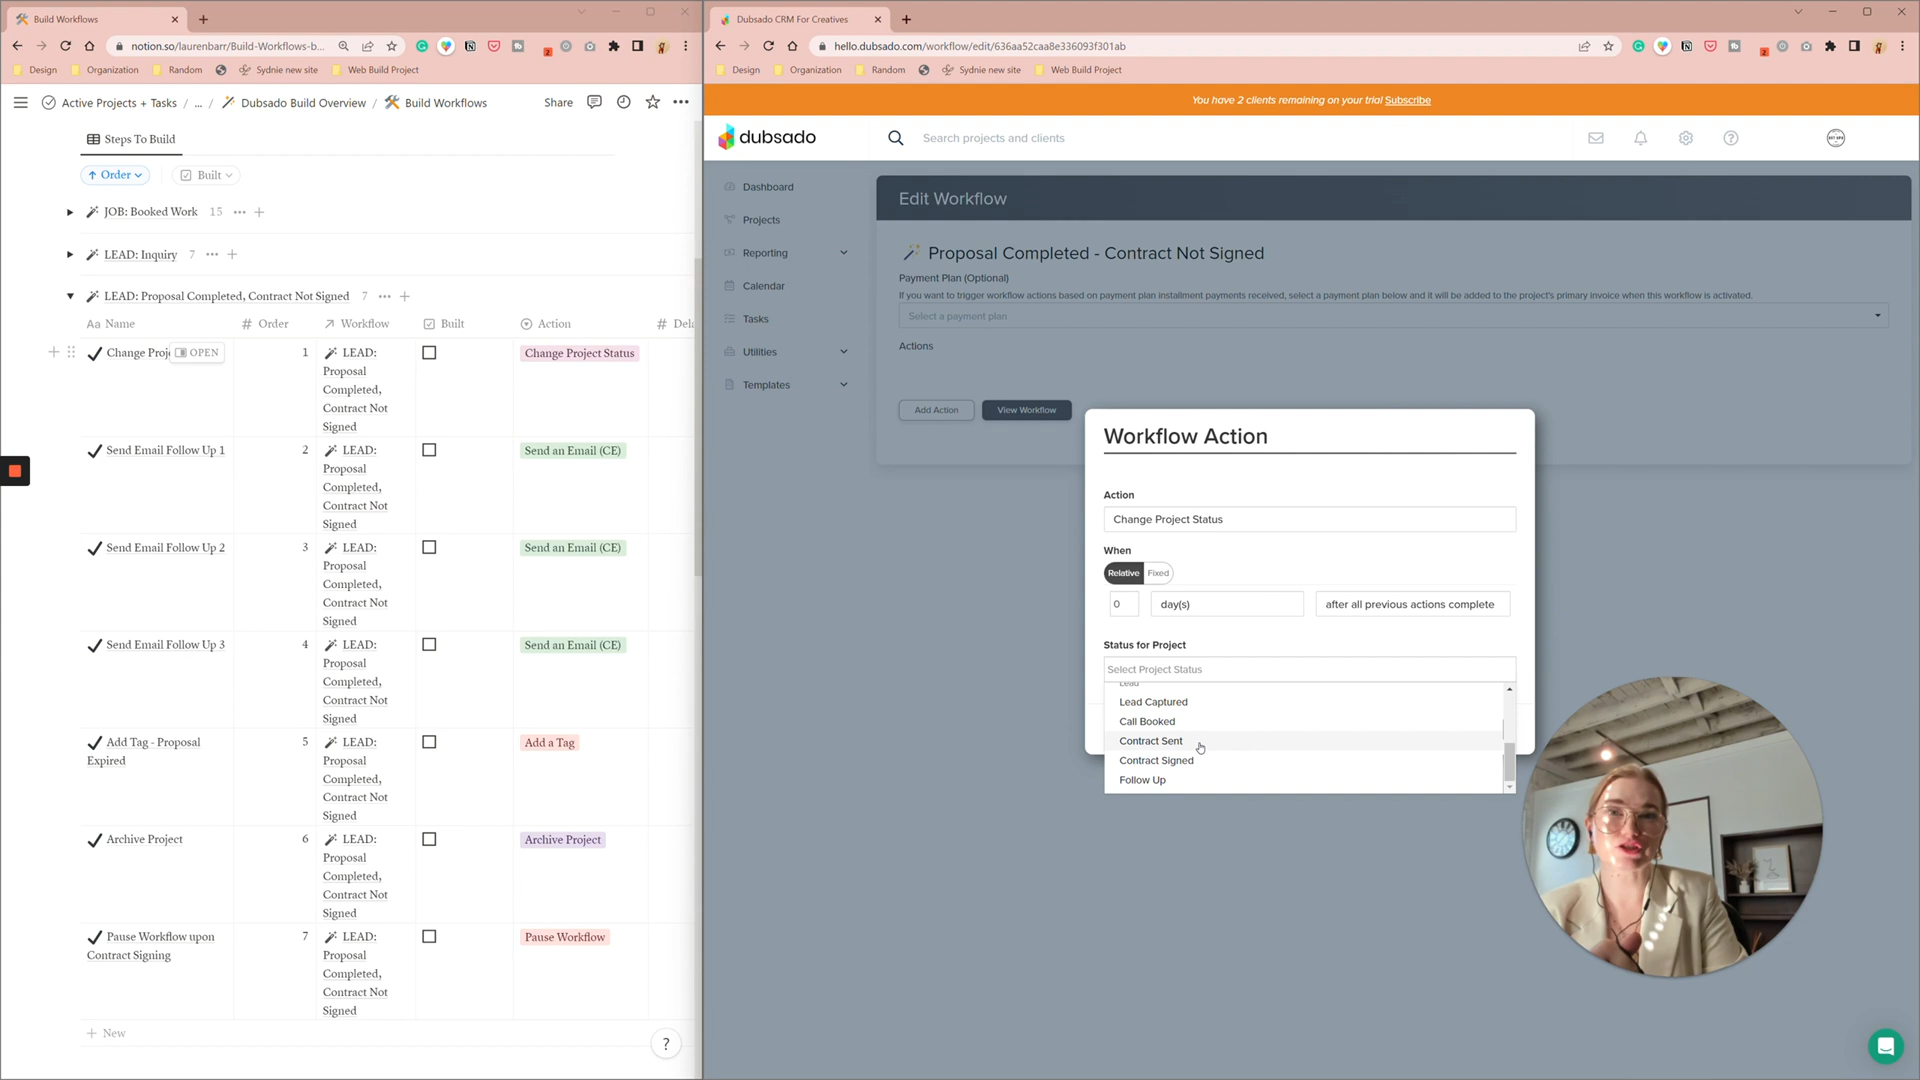 Build Workflows
notion.so/laurenbarr/Build-Workflows-b...
Design
Organization
Random
Sydnie new site
Web Build Project
Active Projects + Tasks / ... / Dubsado Build Overview / Build Workflows
Share
Steps To Build
Order
Built
JOB: Booked Work 15
LEAD: Inquiry 7
LEAD: Proposal Completed, Contract Not Signed 7
Aa Name
# Order
Workflow
Built
Action
# Dela
Change Proj
OPEN
1
LEAD:
Proposal
Completed,
Contract Not
Signed
Change Project Status
Send Email Follow Up 1
2
LEAD:
Proposal
Completed,
Contract Not
Signed
Send an Email (CE)
Send Email Follow Up 2
3
LEAD:
Proposal
Completed,
Contract Not
Signed
Send an Email (CE)
Send Email Follow Up 3
4
LEAD:
Proposal
Completed,
Contract Not
Signed
Send an Email (CE)
Add Tag - Proposal
Expired
5
LEAD:
Proposal
Completed,
Contract Not
Signed
Add a Tag
Archive Project
6
LEAD:
Proposal
Completed,
Contract Not
Signed
Archive Project
Pause Workflow upon
Contract Signing
7
LEAD:
Proposal
Completed,
Contract Not
Signed
Pause Workflow
+ New
?
Dubsado CRM For Creatives
hello.dubsado.com/workflow/edit/636aa52caa8e336093f301ab
Design
Organization
Random
Sydnie new site
Web Build Project
You have 2 clients remaining on your trial Subscribe
dubsado
Search projects and clients
Dashboard
Projects
Reporting
Calendar
Tasks
Utilities
Templates
Edit Workflow
Proposal Completed - Contract Not Signed
Payment Plan (Optional)
If you want to trigger workflow actions based on payment plan installment payments received, select a payment plan below and it will be added to the project's primary invoice when this workflow is activated.
Select a payment plan
Actions
Add Action
View Workflow
Workflow Action
Action
Change Project Status
When
Relative
Fixed
0
day(s)
after all previous actions complete
Status for Project
Select Project Status
Lead
Lead Captured
Call Booked
Contract Sent
Contract Signed
Follow Up